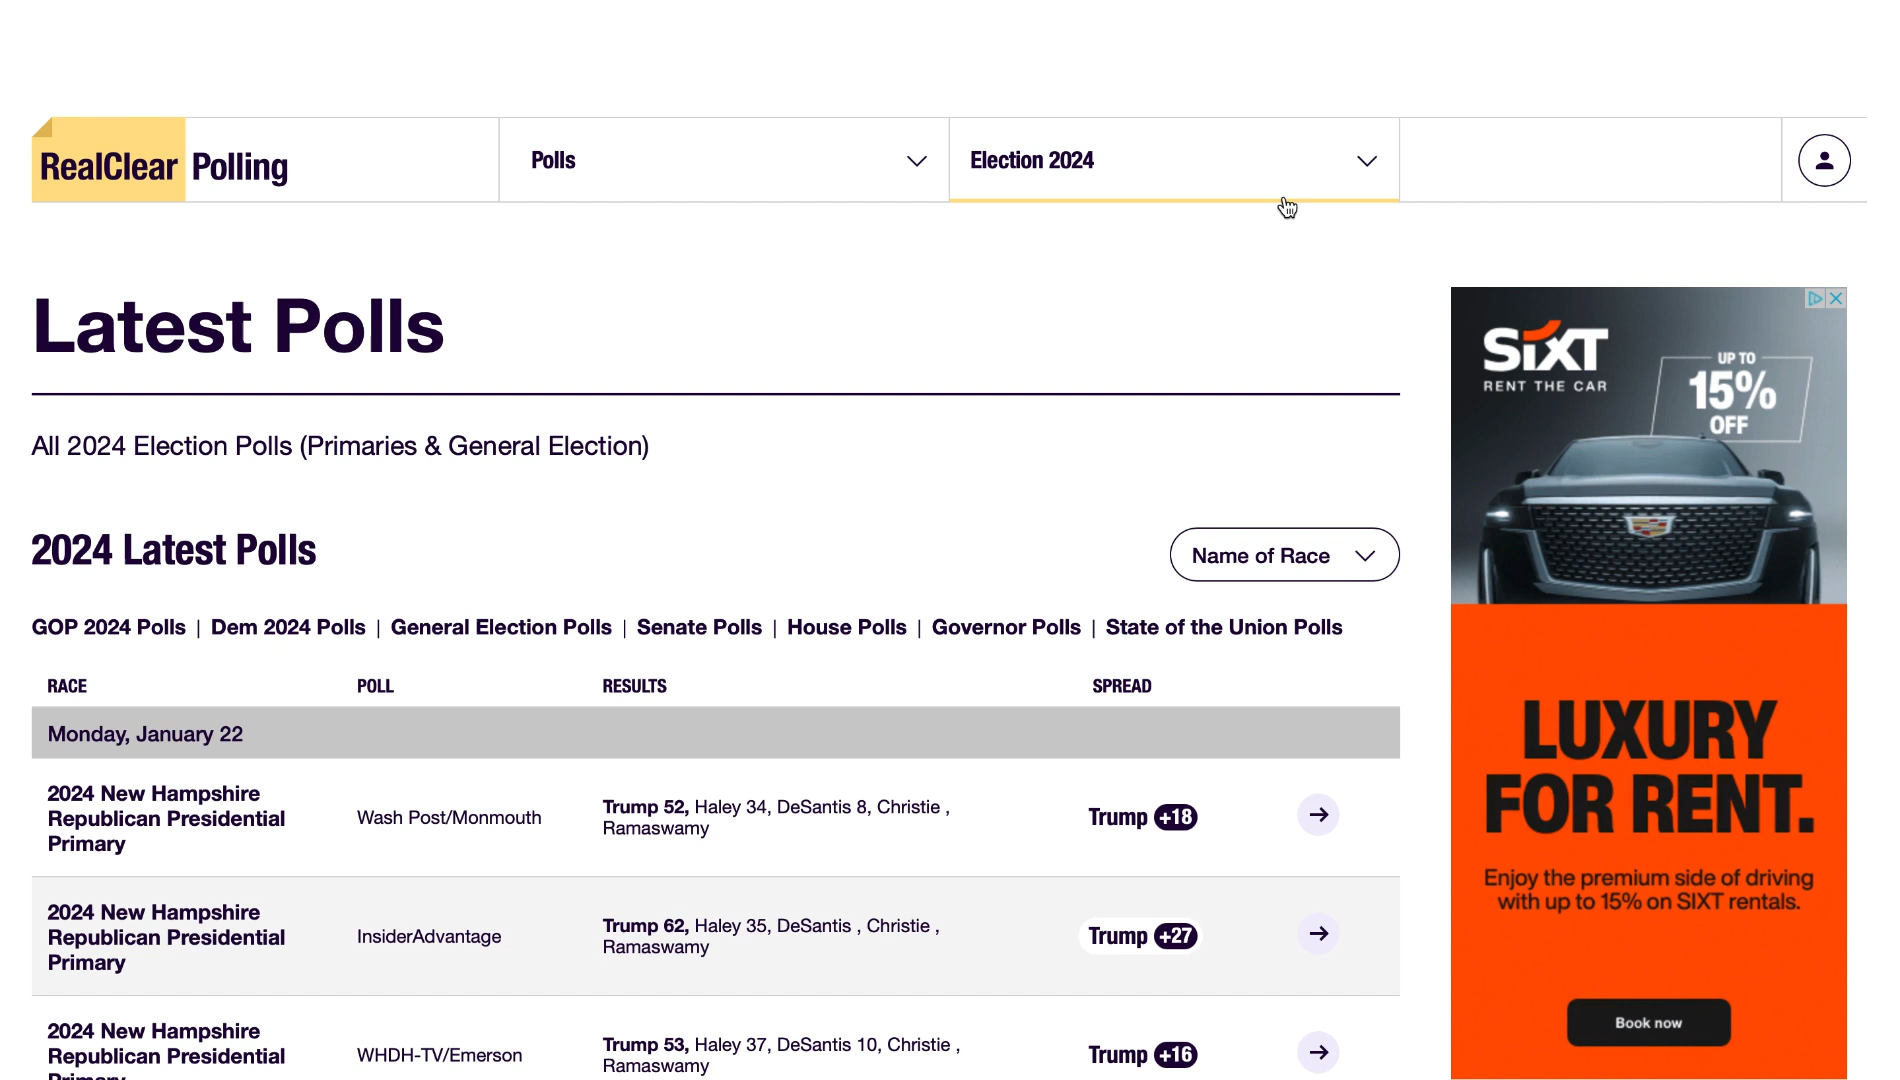 RealClear Polling
Polls
Election 2024
Latest Polls
All 2024 Election Polls (Primaries & General Election)
2024 Latest Polls
Name of Race
GOP 2024 Polls | Dem 2024 Polls | General Election Polls | Senate Polls | House Polls | Governor Polls | State of the Union Polls
RACE POLL RESULTS SPREAD
Monday, January 22
2024 New Hampshire
Republican Presidential
Primary
Wash Post/Monmouth
Trump 52, Haley 34, DeSantis 8, Christie ,
Ramaswamy
Trump +18
2024 New Hampshire
Republican Presidential
Primary
InsiderAdvantage
Trump 62, Haley 35, DeSantis , Christie ,
Ramaswamy
Trump +27
2024 New Hampshire
Republican Presidential
Primary
WHDH-TV/Emerson
Trump 53, Haley 37, DeSantis 10, Christie ,
Ramaswamy
Trump +16
SIXT
RENT THE CAR
UP TO
15%
OFF
LUXURY
FOR RENT.
Enjoy the premium side of driving
with up to 15% on SIXT rentals.
Book now